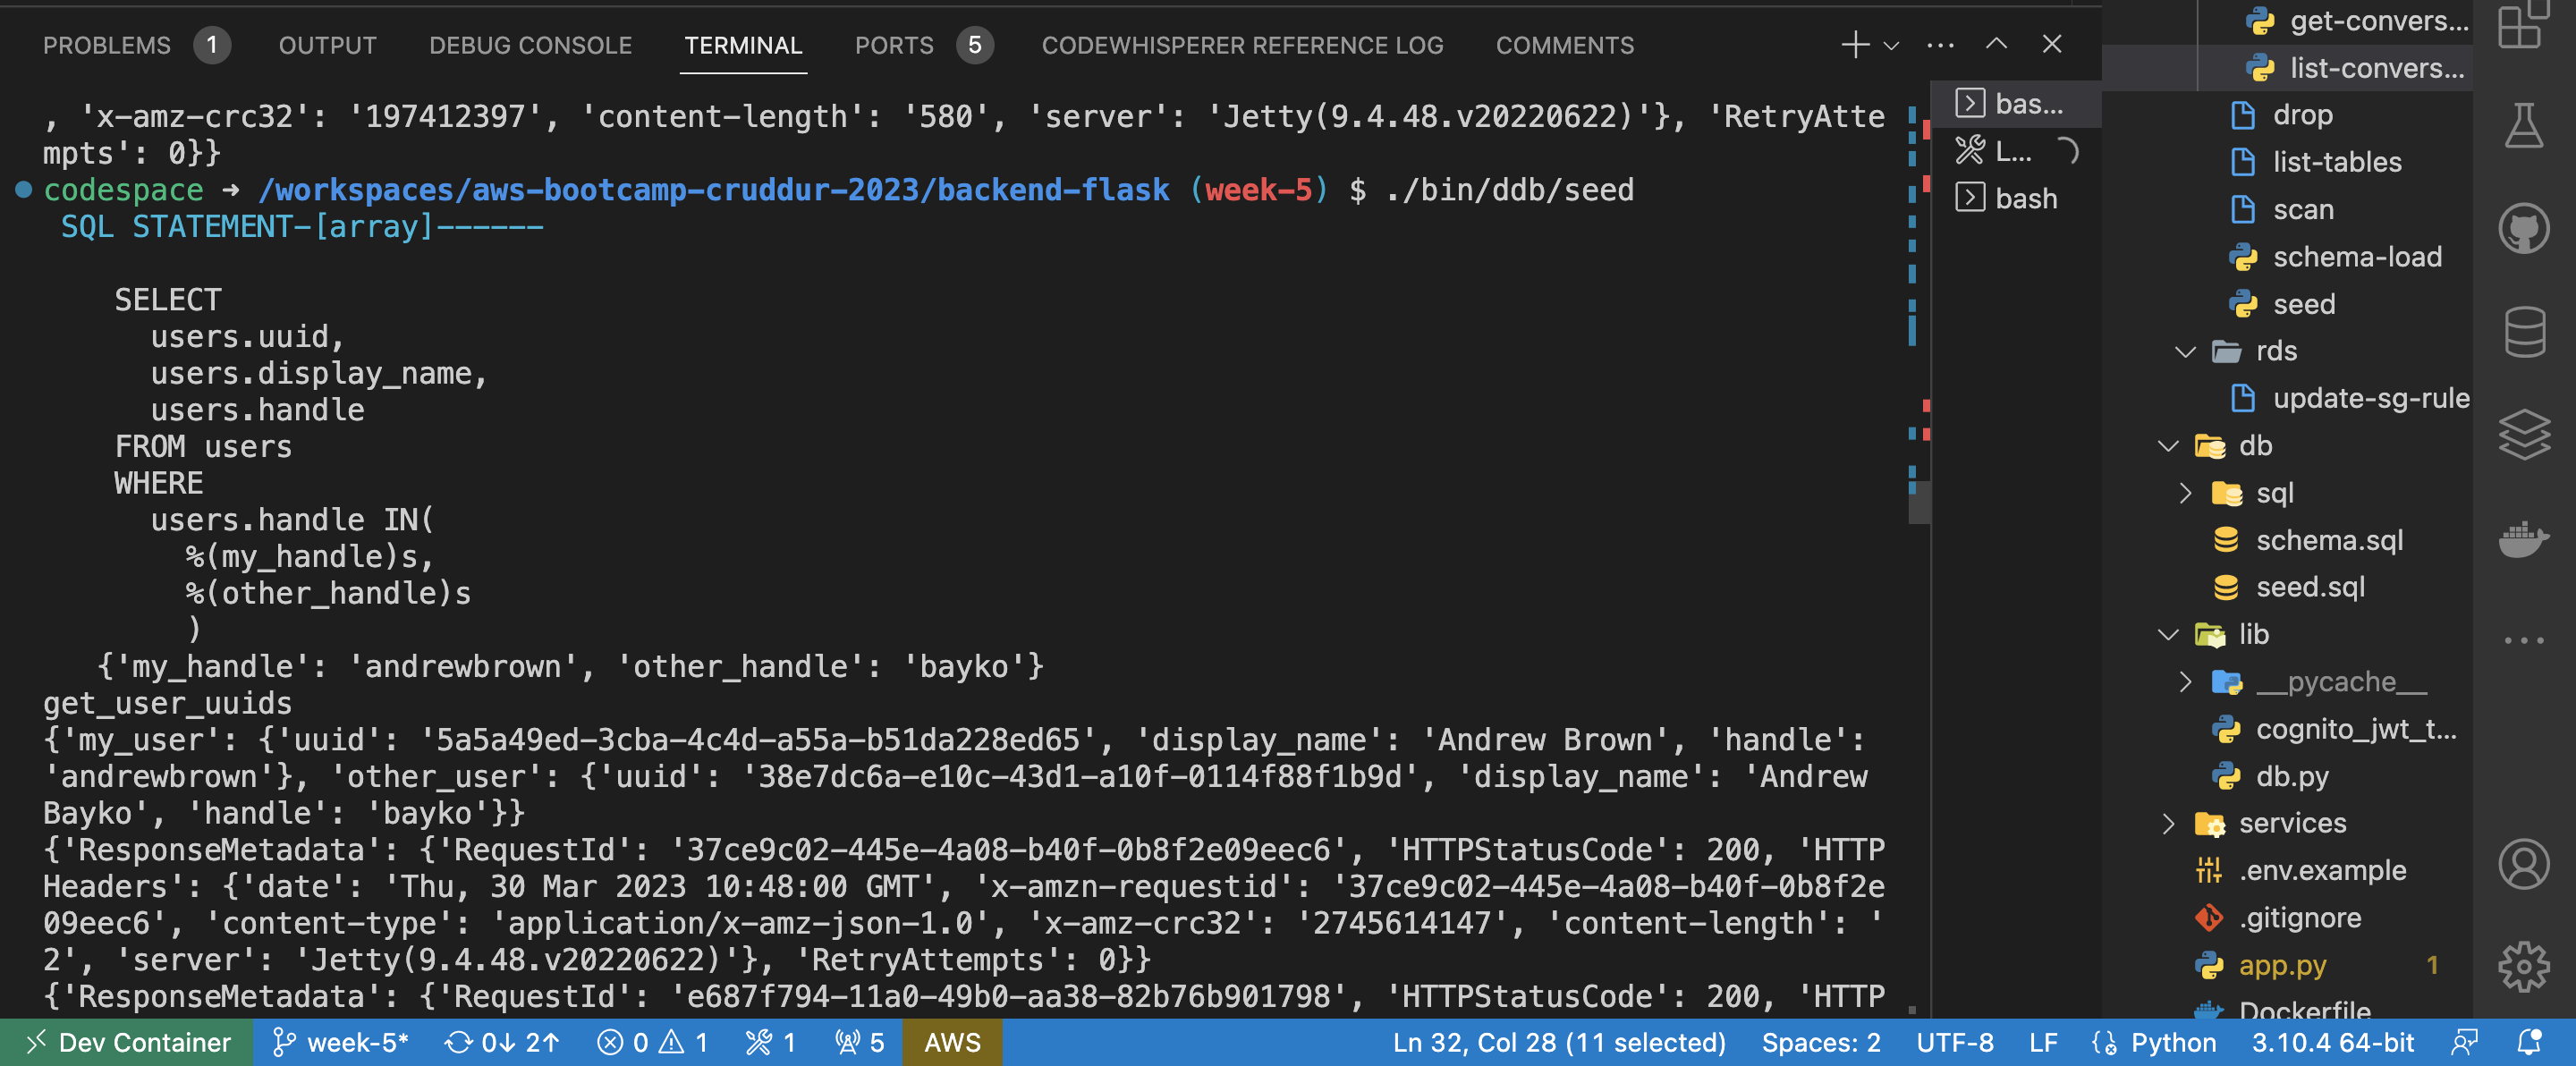 PROBLEMS 1 OUTPUT DEBUG CONSOLE TERMINAL PORTS 5 CODEWHISPERER REFERENCE LOG COMMENTS
, 'x-amz-crc32': '197412397', 'content-length': '580', 'server': 'Jetty(9.4.48.v20220622)'}, 'RetryAtte
mpts': 0}}
codespace ➜ /workspaces/aws-bootcamp-cruddur-2023/backend-flask (week-5) $ ./bin/ddb/seed
SQL STATEMENT-[array]------
SELECT
users.uuid,
users.display_name,
users.handle
FROM users
WHERE
users.handle IN(
%(my_handle)s,
%(other_handle)s
)
{'my_handle': 'andrewbrown', 'other_handle': 'bayko'}
get_user_uuids
{'my_user': {'uuid': '5a5a49ed-3cba-4c4d-a55a-b51da228ed65', 'display_name': 'Andrew Brown', 'handle':
'andrewbrown'}, 'other_user': {'uuid': '38e7dc6a-e10c-43d1-a10f-0114f88f1b9d', 'display_name': 'Andrew
Bayko', 'handle': 'bayko'}}
{'ResponseMetadata': {'RequestId': '37ce9c02-445e-4a08-b40f-0b8f2e09eec6', 'HTTPStatusCode': 200, 'HTTP
Headers': {'date': 'Thu, 30 Mar 2023 10:48:00 GMT', 'x-amzn-requestid': '37ce9c02-445e-4a08-b40f-0b8f2e
09eec6', 'content-type': 'application/x-amz-json-1.0', 'x-amz-crc32': '2745614147', 'content-length': '
2', 'server': 'Jetty(9.4.48.v20220622)'}, 'RetryAttempts': 0}}
{'ResponseMetadata': {'RequestId': 'e687f794-11a0-49b0-aa38-82b76b901798', 'HTTPStatusCode': 200, 'HTTP
bas...
L...
bash
get-convers...
list-convers...
drop
list-tables
scan
schema-load
seed
rds
update-sg-rule
db
sql
schema.sql
seed.sql
lib
__pycache__
cognito_jwt_t...
db.py
services
.env.example
.gitignore
app.py 1
Dockerfile
Dev Container week-5* 0↓ 2↑ 0 1 1 5 AWS Ln 32, Col 28 (11 selected) Spaces: 2 UTF-8 LF Python 3.10.4 64-bit